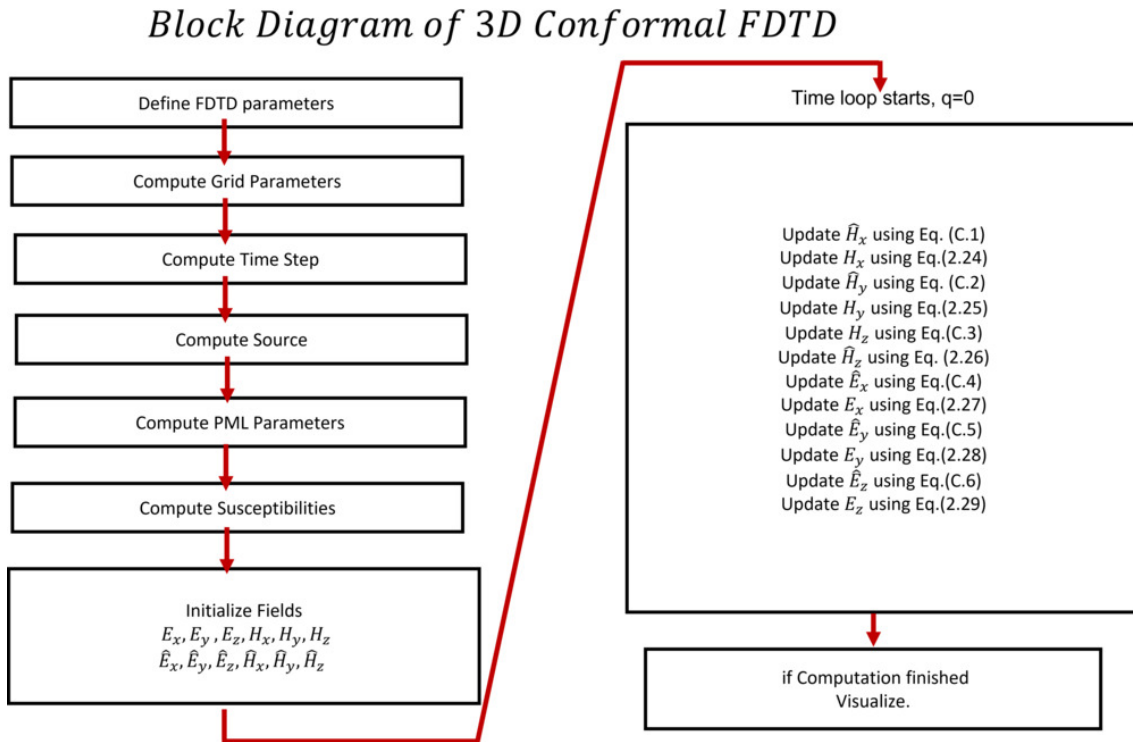 Block Diagram of 3D Conformal FDTD
Define FDTD parameters
Compute Grid Parameters
Compute Time Step
Compute Source
Compute PML Parameters
Compute Susceptibilities
Initialize Fields
Eₓ, E_y , E_z, Hₓ, H_y, H_z
Êₓ, Ê_y, Ê_z, Ĥₓ, Ĥ_y, Ĥ_z
Time loop starts, q=0
Update Ĥₓ using Eq. (C.1)
Update Hₓ using Eq.(2.24)
Update Ĥ_y using Eq. (C.2)
Update H_y using Eq.(2.25)
Update H_z using Eq.(C.3)
Update Ĥ_z using Eq. (2.26)
Update Êₓ using Eq.(C.4)
Update Eₓ using Eq.(2.27)
Update Ê_y using Eq.(C.5)
Update E_y using Eq.(2.28)
Update Ê_z using Eq.(C.6)
Update E_z using Eq.(2.29)
if Computation finished
Visualize.